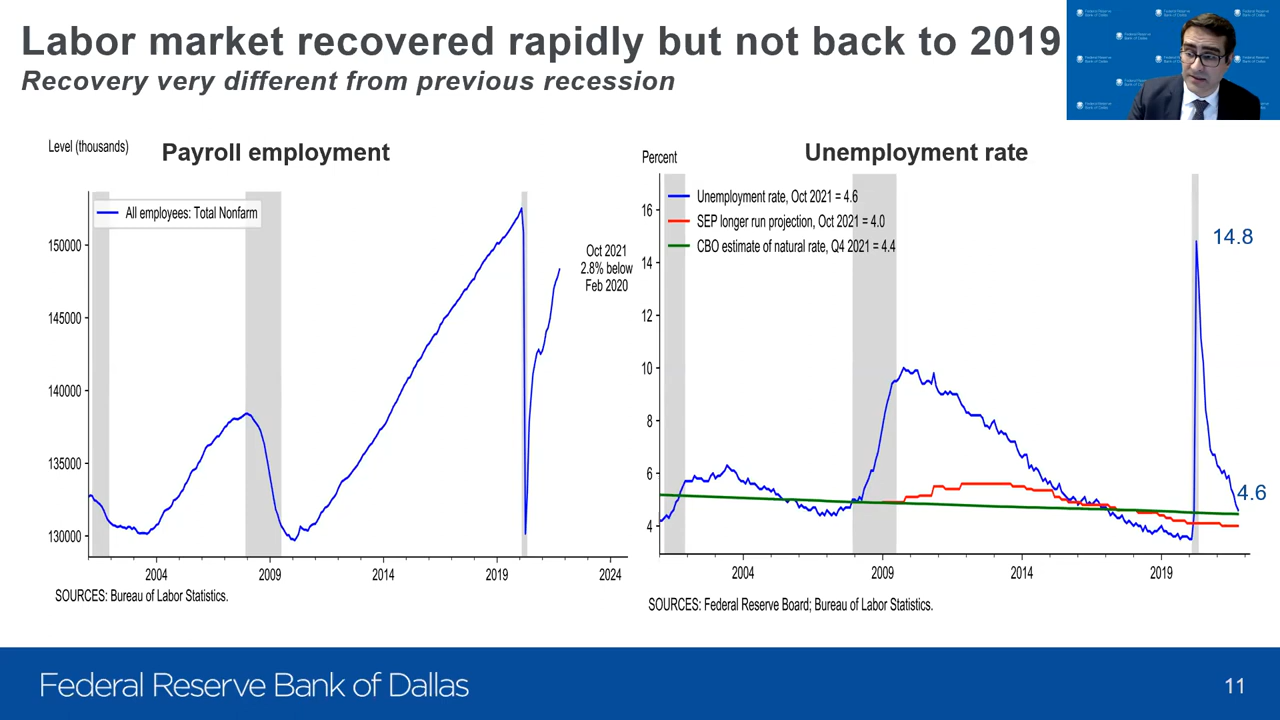 Labor market recovered rapidly but not back to 2019
Recovery very different from previous recession
Federal Reserve
Bank of Dallas
Level (thousands)
Payroll employment
All employees: Total Nonfarm
150000
145000
140000
135000
130000
Oct 2021
2.8% below
Feb 2020
2004
2009
2014
2019
2024
SOURCES: Bureau of Labor Statistics.
Percent
Unemployment rate
Unemployment rate, Oct 2021 = 4.6
SEP longer run projection, Oct 2021 = 4.0
CBO estimate of natural rate, Q4 2021 = 4.4
16
14
12
10
8
6
4
14.8
4.6
2004
2009
2014
2019
SOURCES: Federal Reserve Board; Bureau of Labor Statistics.
Federal Reserve Bank of Dallas
11